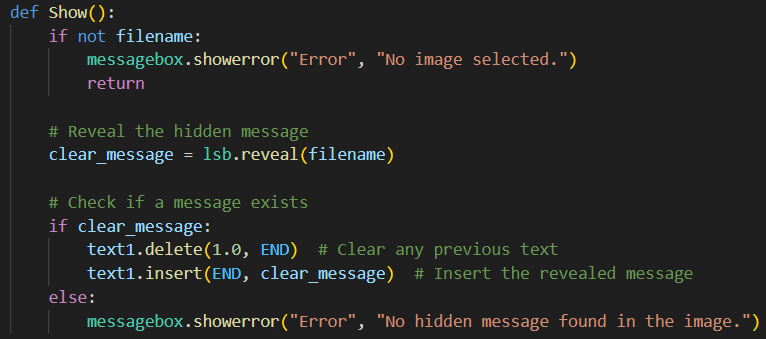 def Show():
    if not filename:
        messagebox.showerror("Error", "No image selected.")
        return

    # Reveal the hidden message
    clear_message = lsb.reveal(filename)

    # Check if a message exists
    if clear_message:
        text1.delete(1.0, END)  # Clear any previous text
        text1.insert(END, clear_message)  # Insert the revealed message
    else:
        messagebox.showerror("Error", "No hidden message found in the image.")